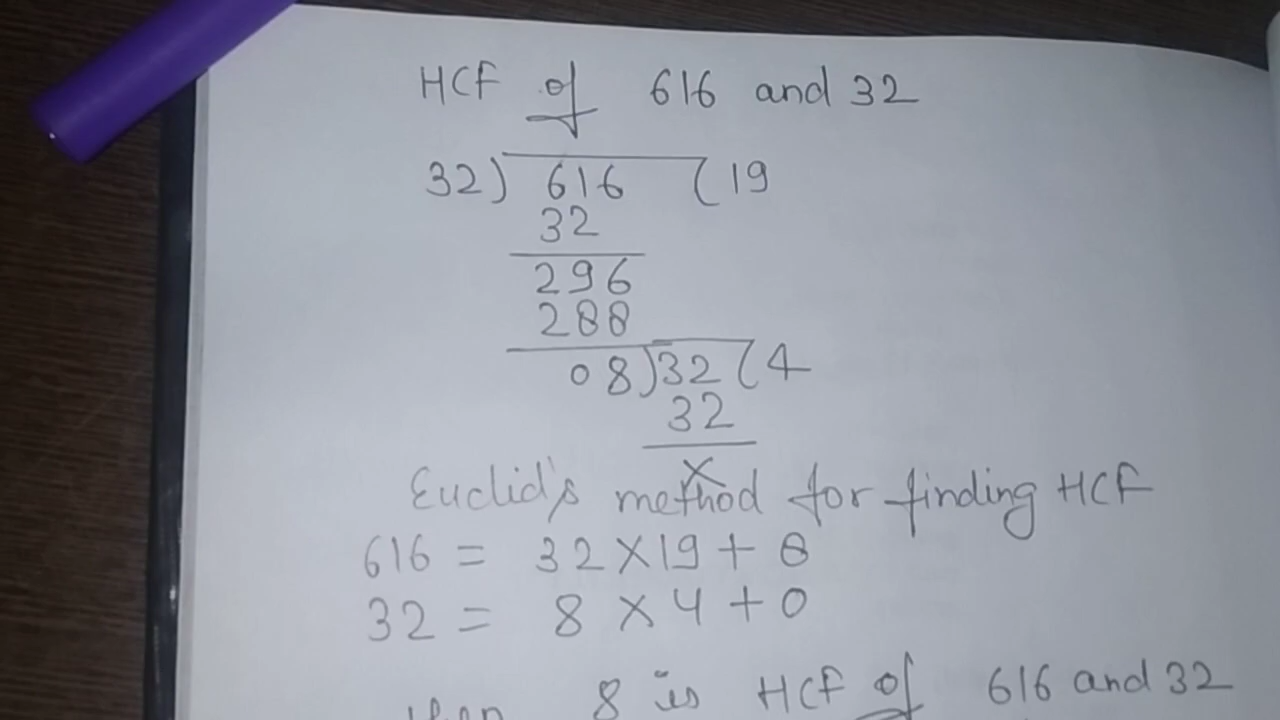 HCF of 616 and 32
32) 616 (19
32
296
288
08)32(4
32
×
Euclid's method for finding HCF
616 = 32×19+8
32 = 8×4+0
8 is HCF of 616 and 32